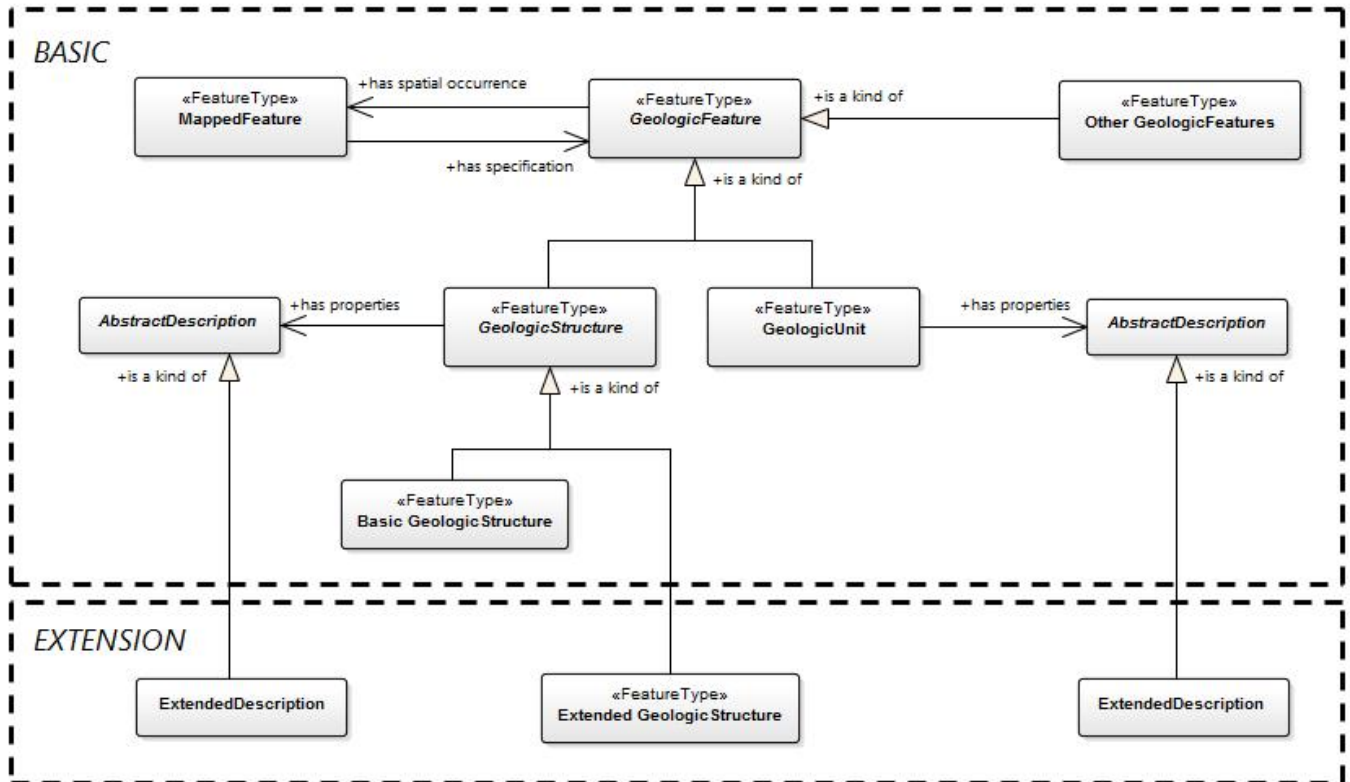 BASIC
+has spatial occurrence
«FeatureType»
MappedFeature
«FeatureType»
GeologicFeature
+is a kind of
«FeatureType»
Other GeologicFeatures
+has specification
+is a kind of
AbstractDescription
+has properties
«FeatureType»
GeologicStructure
«FeatureType»
GeologicUnit
+has properties
AbstractDescription
+is a kind of
+is a kind of
+is a kind of
«FeatureType»
Basic GeologicStructure
EXTENSION
ExtendedDescription
«FeatureType»
Extended GeologicStructure
ExtendedDescription